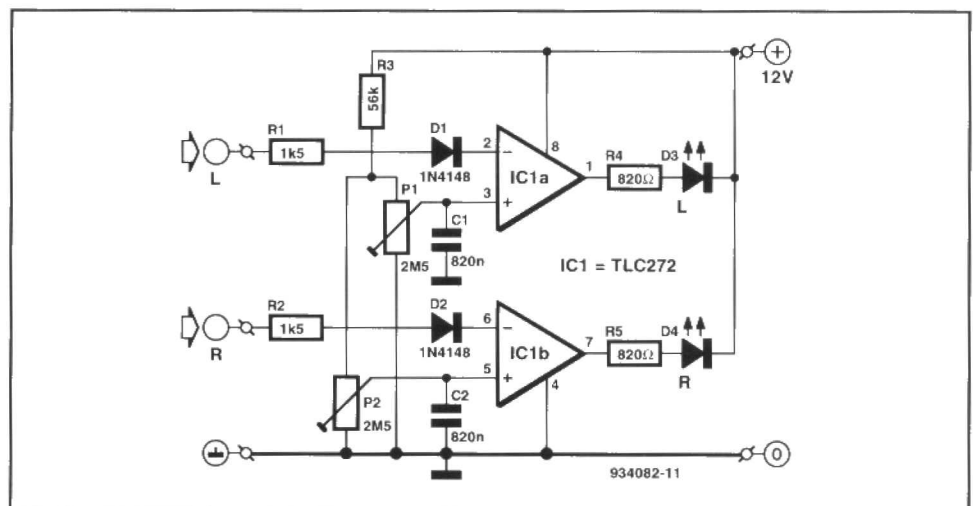 R3
56k
+
12V
R1
1k5
L
D1
1N4148
2
−
8
IC1a
3
+
1
R4
820Ω
D3
L
P1
2M5
C1
820n
IC1 = TLC272
R2
1k5
R
D2
1N4148
6
−
IC1b
5
+
7
4
R5
820Ω
D4
R
P2
2M5
C2
820n
0
934082-11